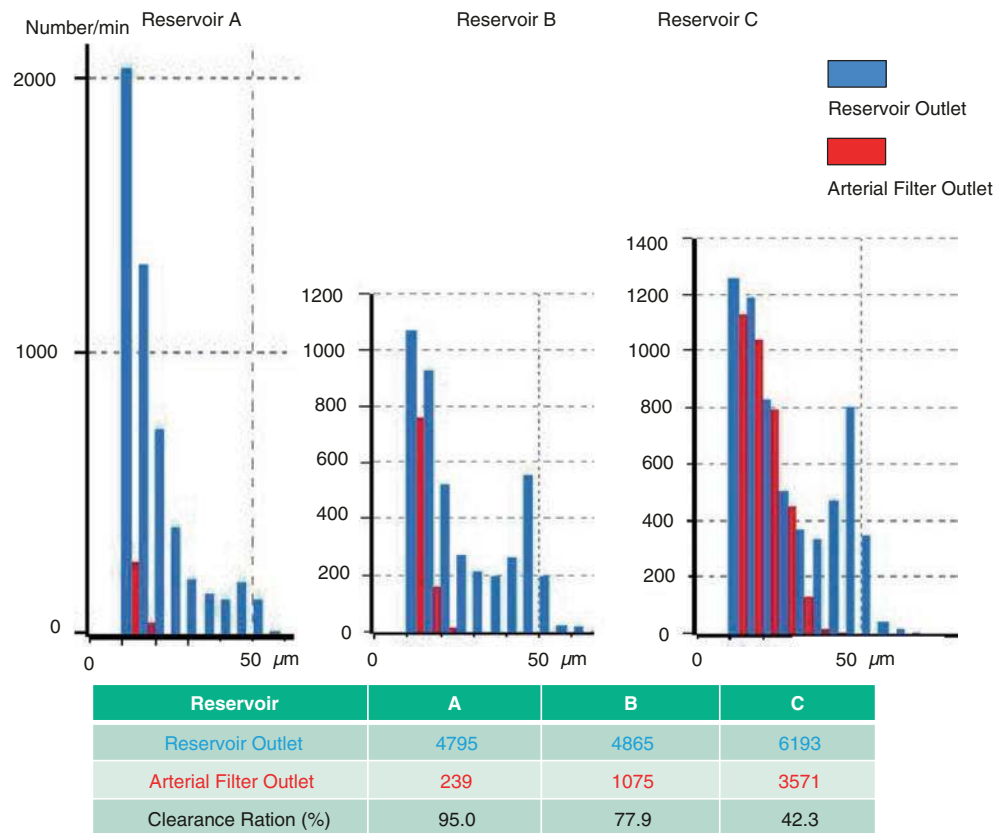 Number/min
Reservoir A
Reservoir B
Reservoir C
Reservoir Outlet
Arterial Filter Outlet
2000
1000
0
0
50 µm
1200
1000
800
600
400
200
0
0
50 µm
1400
1200
1000
800
600
400
200
0
0
50 µm
Reservoir A B C
Reservoir Outlet 4795 4865 6193
Arterial Filter Outlet 239 1075 3571
Clearance Ration (%) 95.0 77.9 42.3